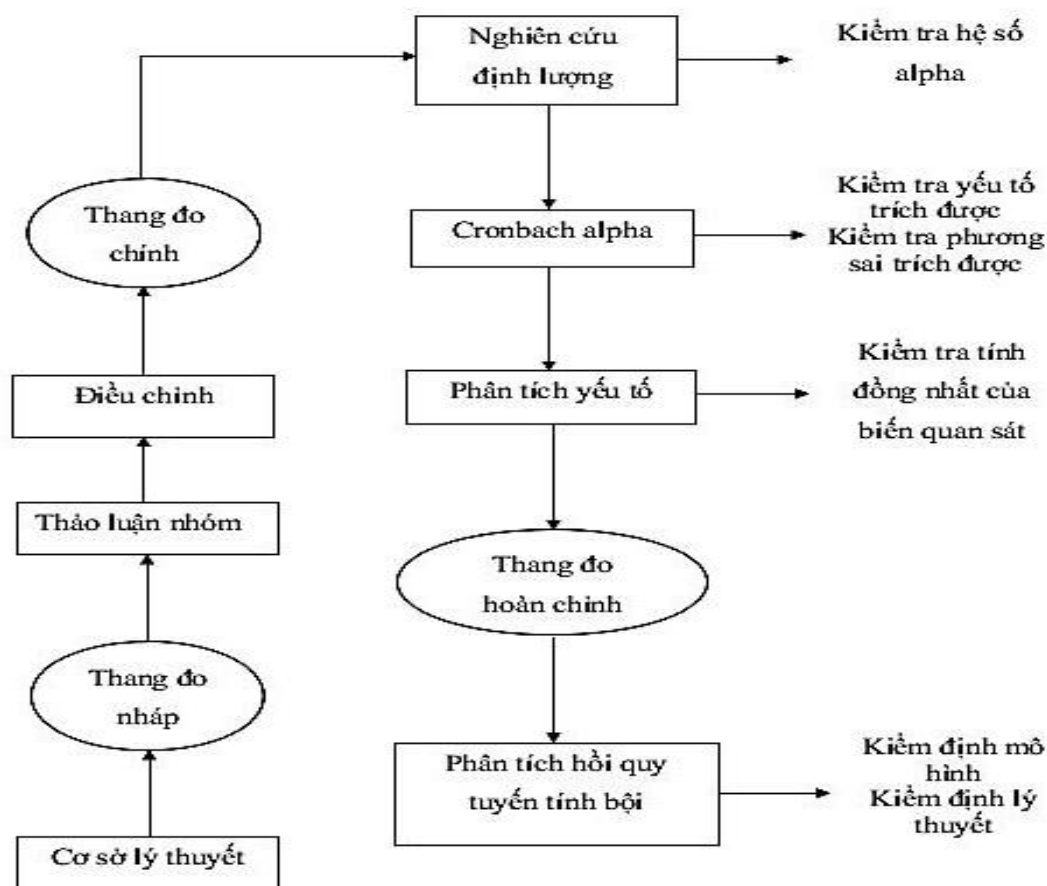 Nghiên cứu
định lượng
Kiểm tra hệ số
alpha
Thang đo
chính
Cronbach alpha
Kiểm tra yếu tố
trích được
Kiểm tra phương
sai trích được
Điều chỉnh
Phân tích yếu tố
Kiểm tra tính
đồng nhất của
biến quan sát
Thảo luận nhóm
Thang đo
hoàn chỉnh
Thang đo
nháp
Phân tích hồi quy
tuyến tính bội
Kiểm định mô
hình
Kiểm định lý
thuyết
Cơ sở lý thuyết